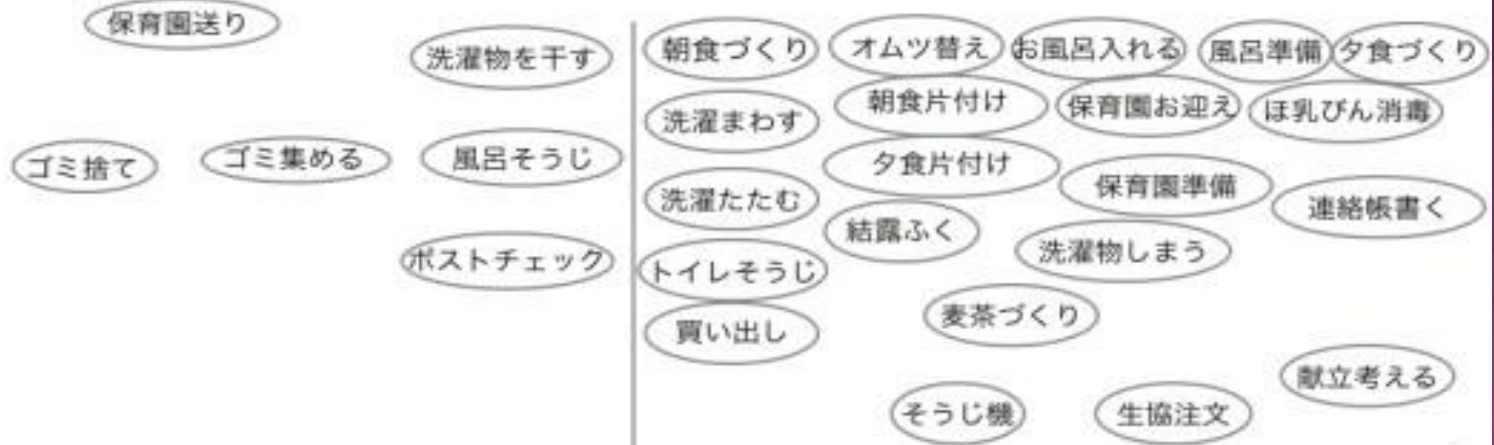 保育園送り
洗濯物を干す
ゴミ捨て
ゴミ集める
風呂そうじ
ポストチェック
朝食づくり
オムツ替え
お風呂入れる
風呂準備
夕食づくり
洗濯まわす
朝食片付け
保育園お迎え
ほ乳びん消毒
夕食片付け
保育園準備
連絡帳書く
洗濯たたむ
結露ふく
洗濯物しまう
トイレそうじ
麦茶づくり
買い出し
献立考える
そうじ機
生協注文